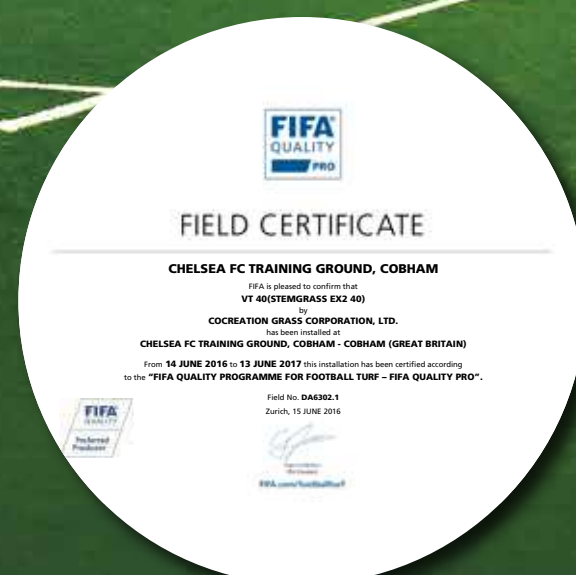 FIFA®
QUALITY
PRO
FIELD CERTIFICATE
CHELSEA FC TRAINING GROUND, COBHAM
FIFA is pleased to confirm that
VT 40(STEMGRASS EX2 40)
by
COCREATION GRASS CORPORATION, LTD.
has been installed at
CHELSEA FC TRAINING GROUND, COBHAM - COBHAM (GREAT BRITAIN)
From 14 JUNE 2016 to 13 JUNE 2017 this installation has been certified according
to the “FIFA QUALITY PROGRAMME FOR FOOTBALL TURF – FIFA QUALITY PRO”.
Field No. DA6302.1
Zurich, 15 JUNE 2016
FIFA
QUALITY
Preferred
Producer
FIFA.com/footballturf